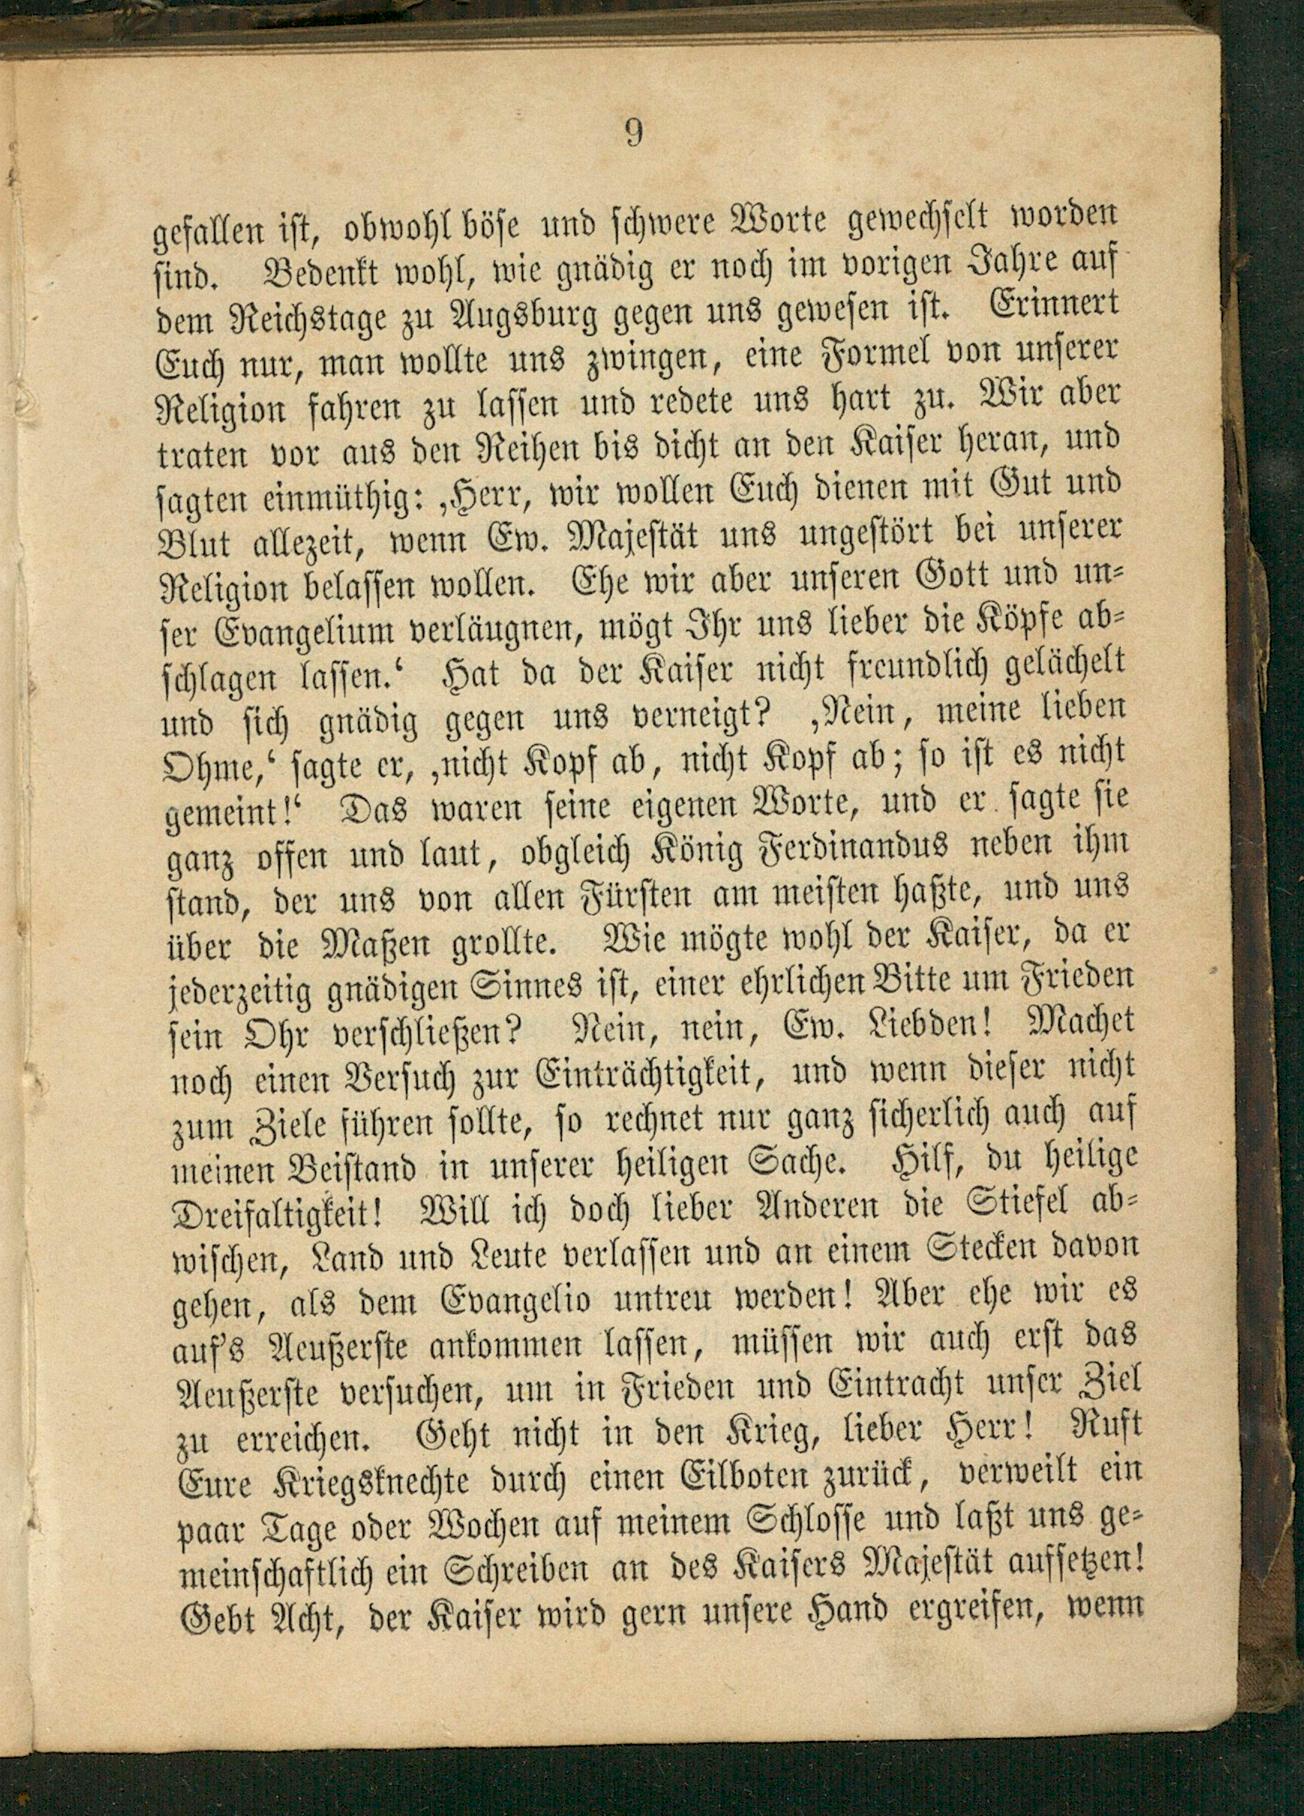 9
gefallen ist, obwohl böse und schwere Worte gewechselt worden
sind. Bedenkt wohl, wie gnädig er noch im vorigen Jahre auf
dem Reichstage zu Augsburg gegen uns gewesen ist. Erinnert
Euch nur, man wollte uns zwingen, eine Formel von unserer
Religion fahren zu lassen und redete uns hart zu. Wir aber
traten vor aus den Reihen bis dicht an den Kaiser heran, und
sagten einmüthig: ‚Herr, wir wollen Euch dienen mit Gut und
Blut allezeit, wenn Ew. Majestät uns ungestört bei unserer
Religion belassen wollen. Ehe wir aber unseren Gott und un-
ser Evangelium verläugnen, mögt Ihr uns lieber die Köpfe ab-
schlagen lassen.‘ Hat da der Kaiser nicht freundlich gelächelt
und sich gnädig gegen uns verneigt? ‚Nein, meine lieben
Ohme,‘ sagte er, ‚nicht Kopf ab, nicht Kopf ab; so ist es nicht
gemeint!‘ Das waren seine eigenen Worte, und er sagte sie
ganz offen und laut, obgleich König Ferdinandus neben ihm
stand, der uns von allen Fürsten am meisten haßte, und uns
über die Maßen grollte. Wie mögte wohl der Kaiser, da er
jederzeitig gnädigen Sinnes ist, einer ehrlichen Bitte um Frieden
sein Ohr verschließen? Nein, nein, Ew. Liebden! Machet
noch einen Versuch zur Einträchtigkeit, und wenn dieser nicht
zum Ziele führen sollte, so rechnet nur ganz sicherlich auch auf
meinen Beistand in unserer heiligen Sache. Hilf, du heilige
Dreifaltigkeit! Will ich doch lieber Anderen die Stiefel ab-
wischen, Land und Leute verlassen und an einem Stecken davon
gehen, als dem Evangelio untreu werden! Aber ehe wir es
auf's Aeußerste ankommen lassen, müssen wir auch erst das
Aeußerste versuchen, um in Frieden und Eintracht unser Ziel
zu erreichen. Geht nicht in den Krieg, lieber Herr! Ruft
Eure Kriegsknechte durch einen Eilboten zurück, verweilt ein
paar Tage oder Wochen auf meinem Schlosse und laßt uns ge-
meinschaftlich ein Schreiben an des Kaisers Majestät aufsetzen!
Gebt Acht, der Kaiser wird gern unsere Hand ergreifen, wenn